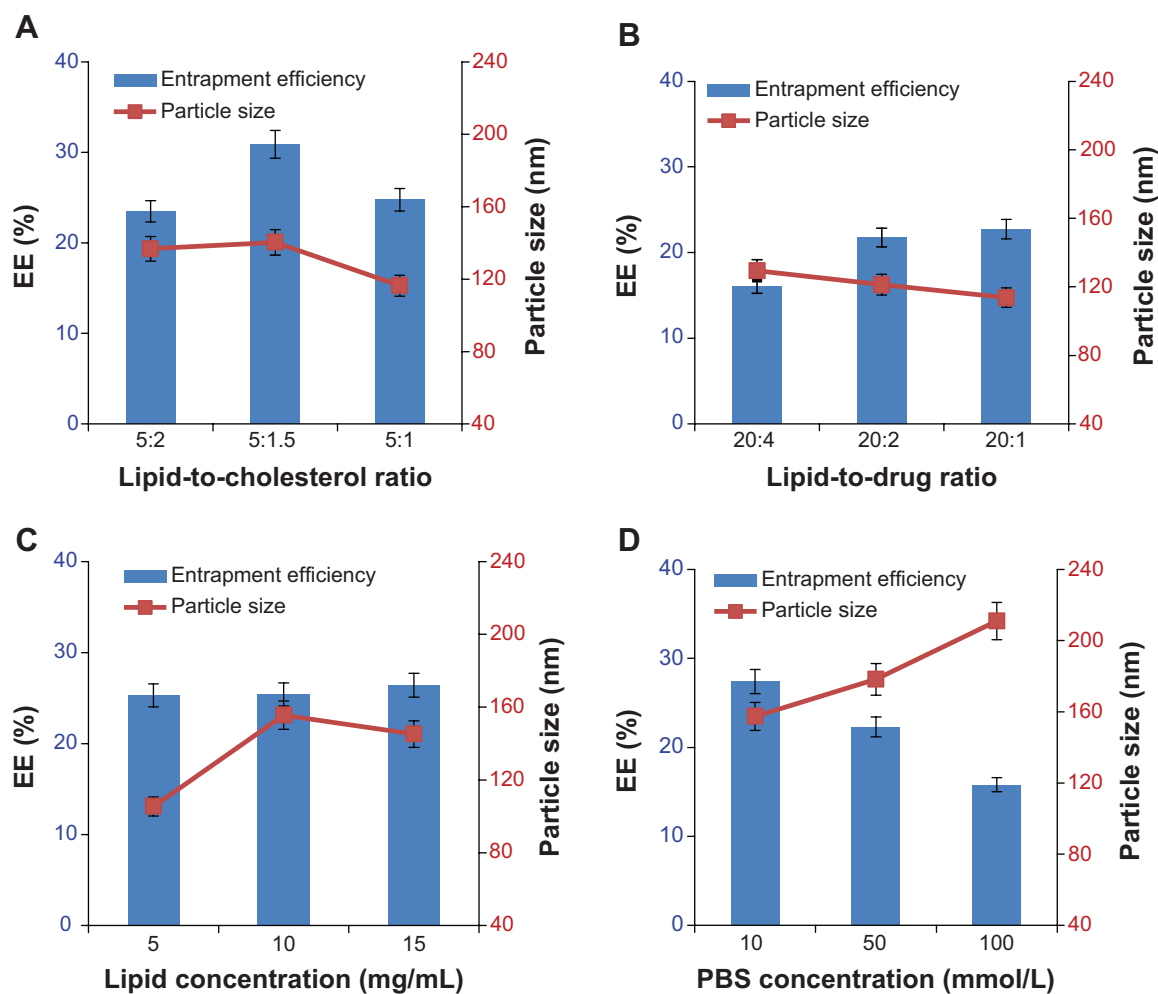 A
40
30
20
10
0
EE (%)
Entrapment efficiency
Particle size
240
200
160
120
80
40
Particle size (nm)
5:2 5:1.5 5:1
Lipid-to-cholesterol ratio
B
40
30
20
10
0
EE (%)
Entrapment efficiency
Particle size
240
200
160
120
80
40
Particle size (nm)
20:4 20:2 20:1
Lipid-to-drug ratio
C
40
30
20
10
0
EE (%)
Entrapment efficiency
Particle size
240
200
160
120
80
40
Particle size (nm)
5 10 15
Lipid concentration (mg/mL)
D
40
30
20
10
0
EE (%)
Entrapment efficiency
Particle size
240
200
160
120
80
40
Particle size (nm)
10 50 100
PBS concentration (mmol/L)